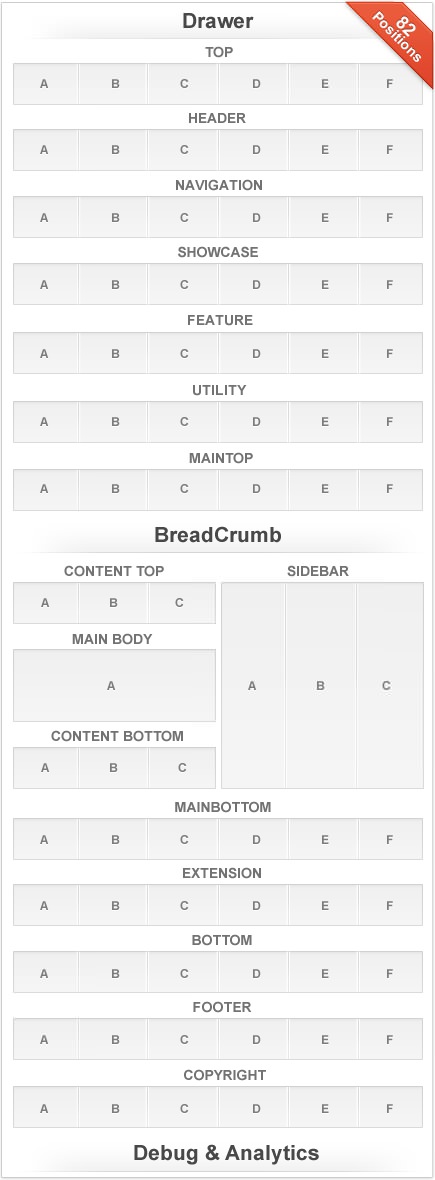 Drawer
82
Positions
TOP
A B C D E F
HEADER
A B C D E F
NAVIGATION
A B C D E F
SHOWCASE
A B C D E F
FEATURE
A B C D E F
UTILITY
A B C D E F
MAINTOP
A B C D E F
BreadCrumb
CONTENT TOP
A B C
MAIN BODY
A
CONTENT BOTTOM
A B C
SIDEBAR
A B C
MAINBOTTOM
A B C D E F
EXTENSION
A B C D E F
BOTTOM
A B C D E F
FOOTER
A B C D E F
COPYRIGHT
A B C D E F
Debug & Analytics